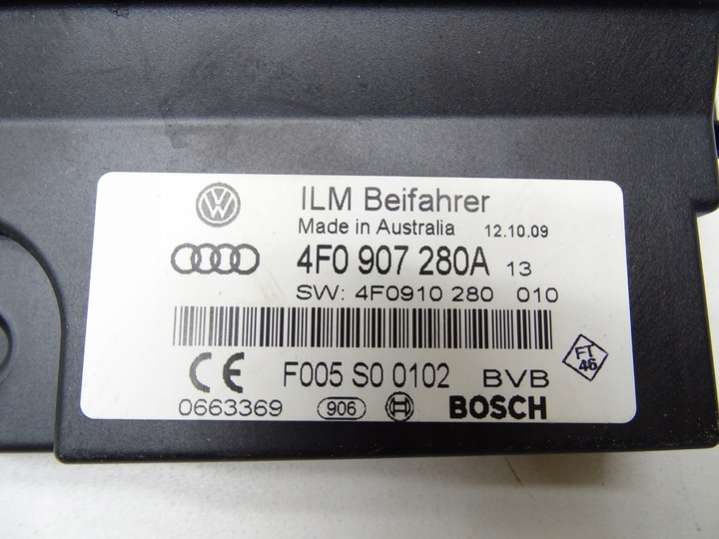 ILM Beifahrer
Made in Australia 12.10.09
4F0 907 280A 13
SW: 4F0910 280 010
CE F005 S0 0102 BVB
FT 46
0663369 906 BOSCH